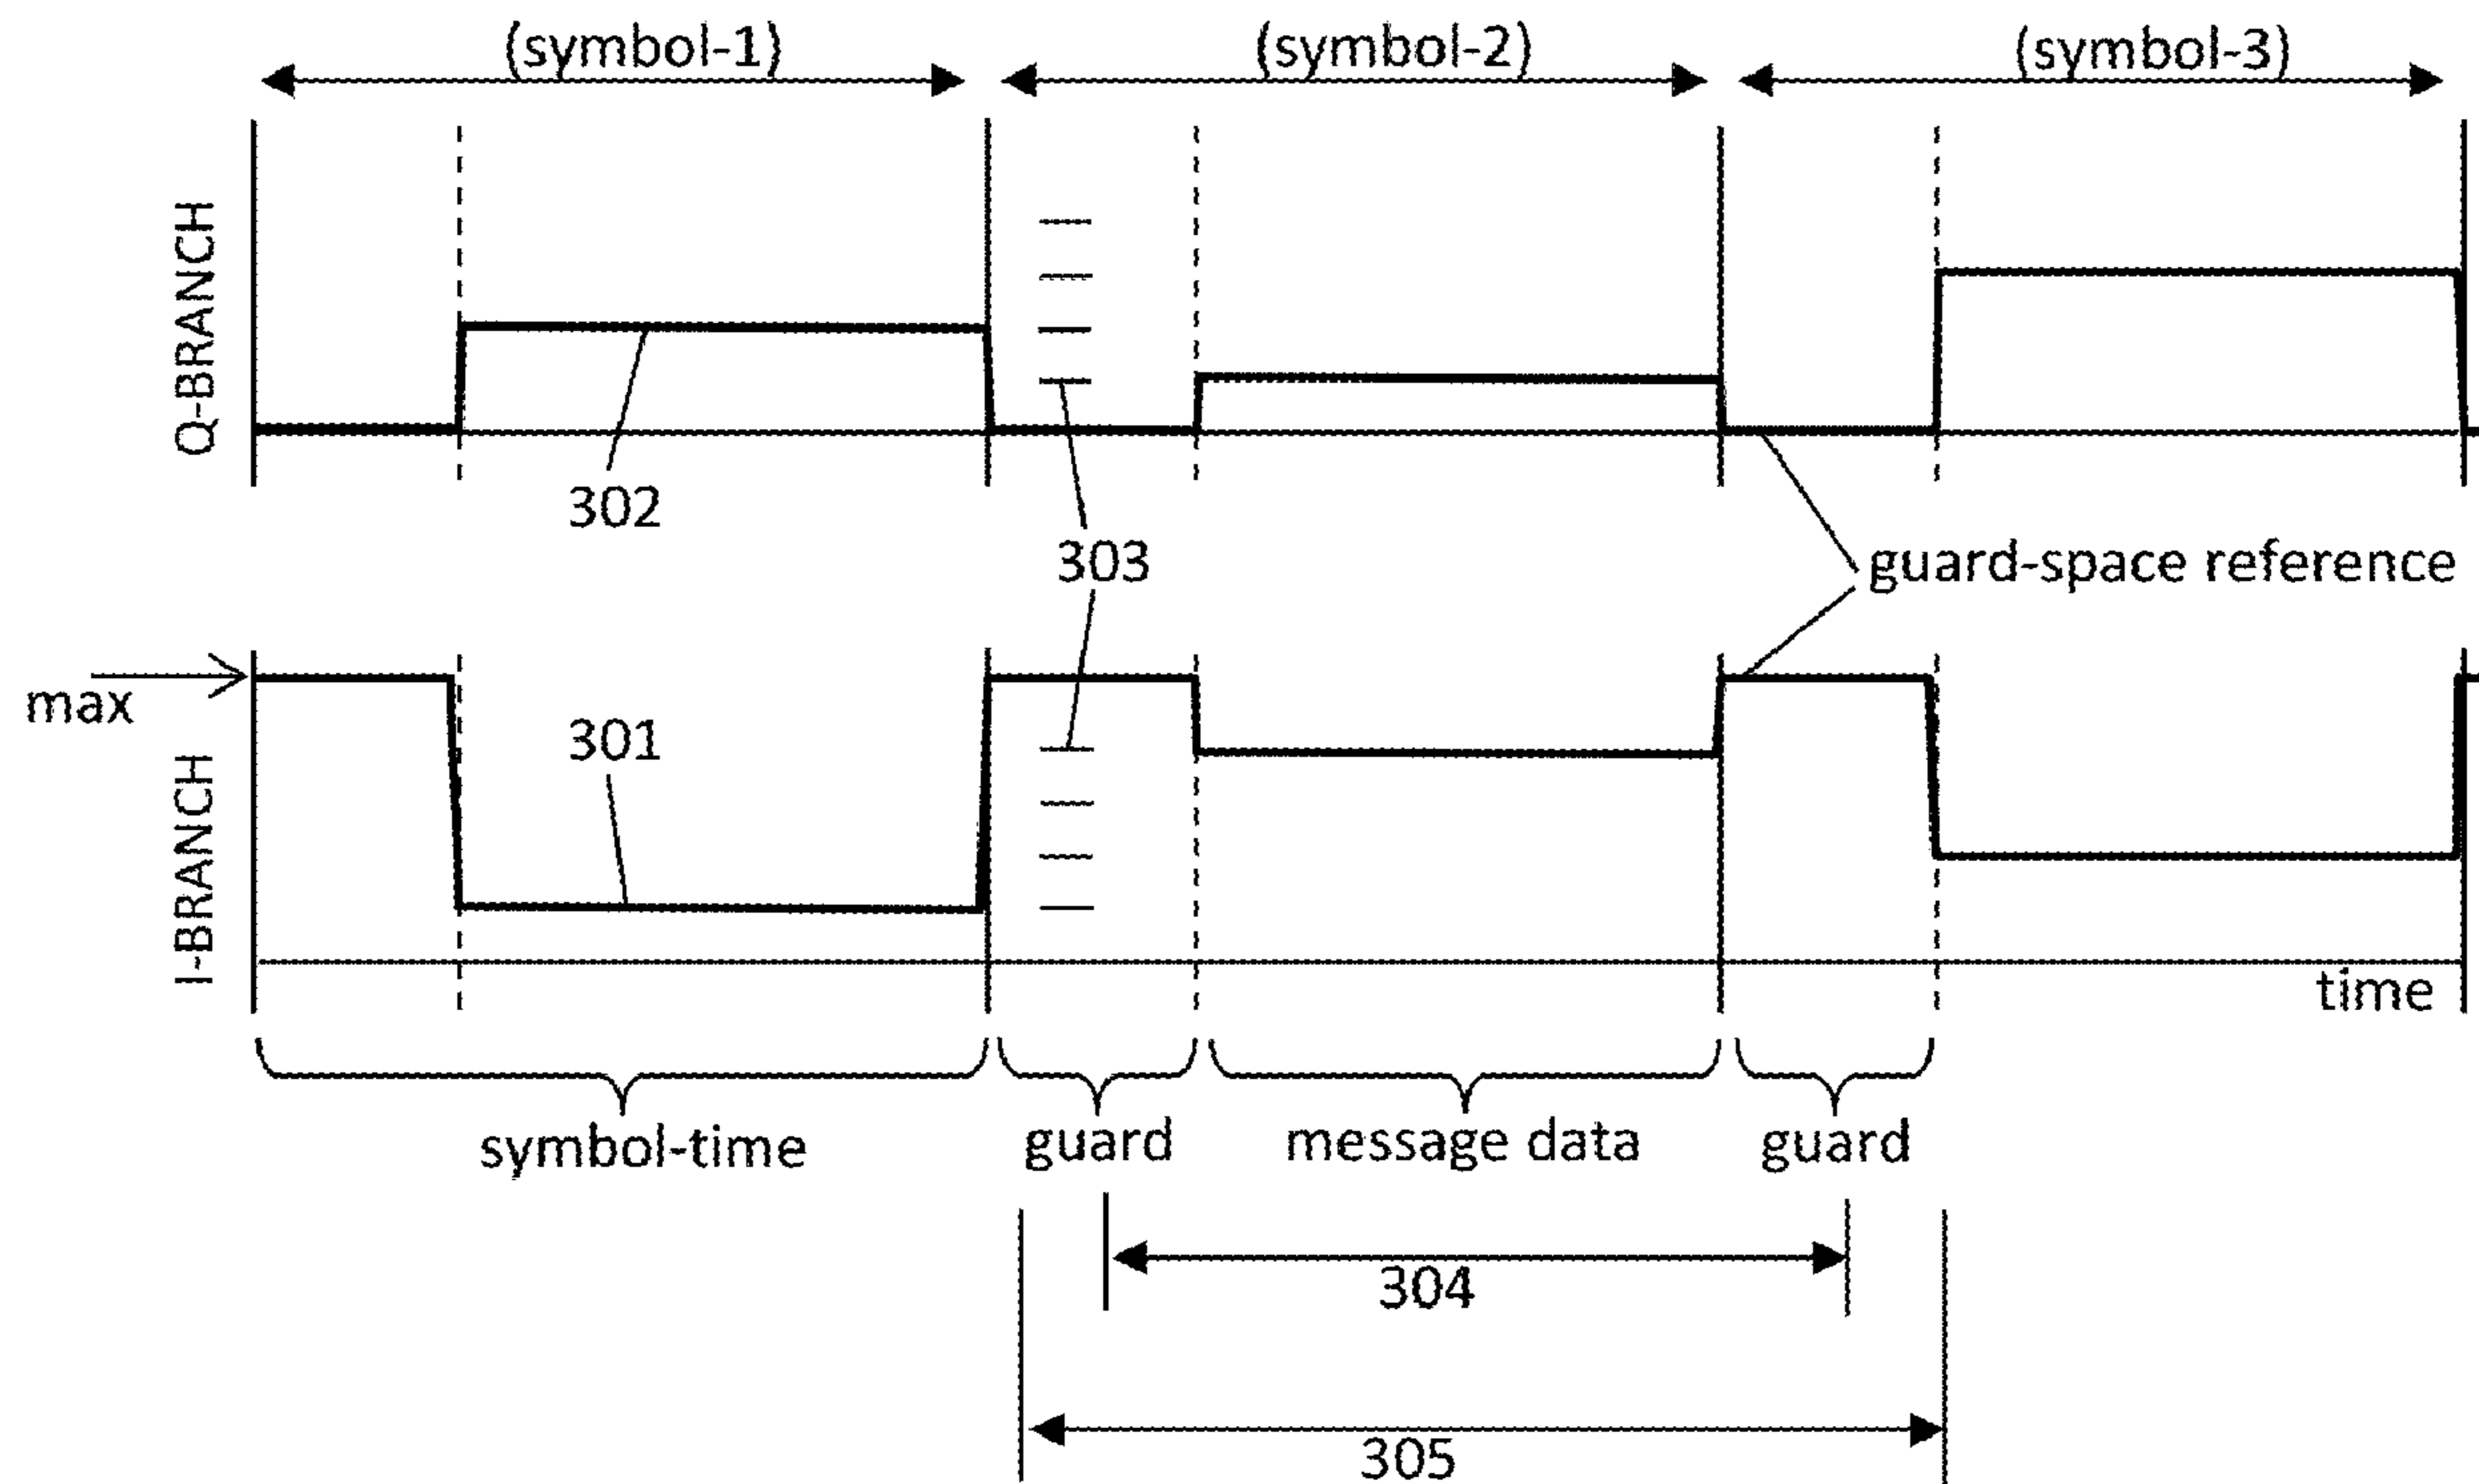 (symbol-1) (symbol-2) (symbol-3)
Q-BRANCH
302
303
guard-space reference
max
301
I-BRANCH
time
symbol-time guard message data guard
304
305